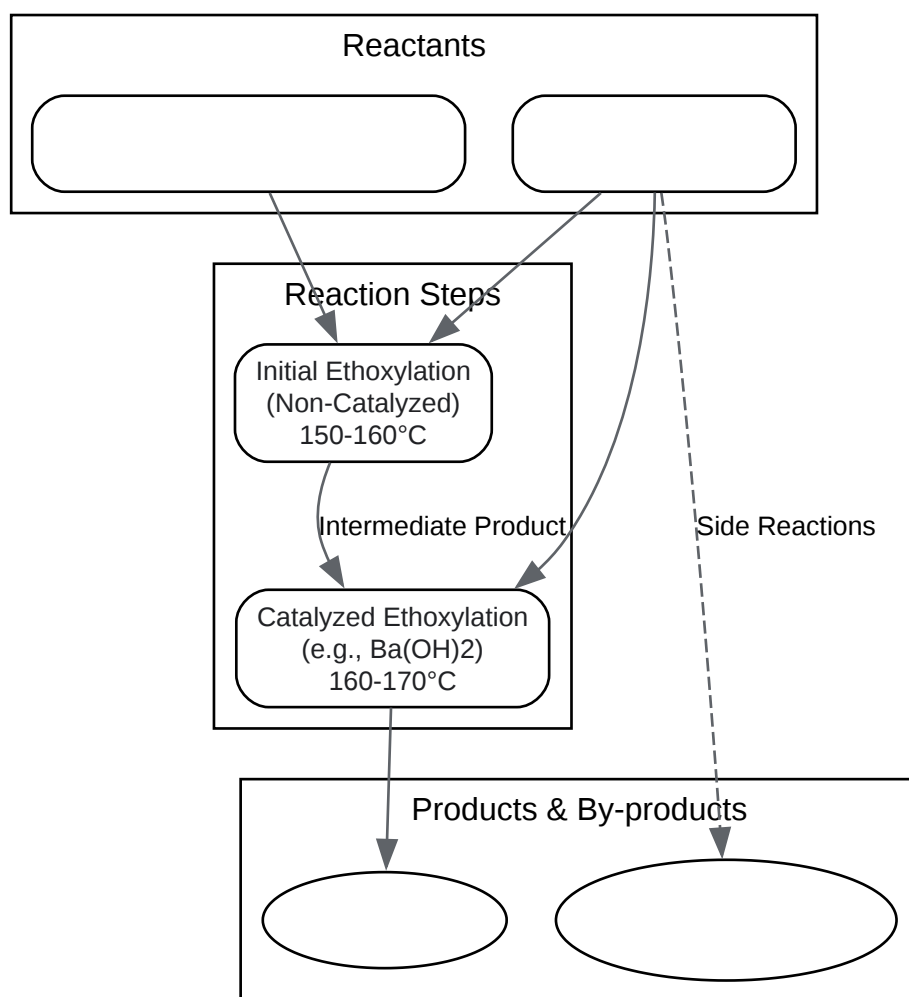 Reactants
Reaction Steps
Initial Ethoxylation
(Non-Catalyzed)
150-160°C
Intermediate Product
Side Reactions
Catalyzed Ethoxylation
(e.g., Ba(OH)2)
160-170°C
Products & By-products